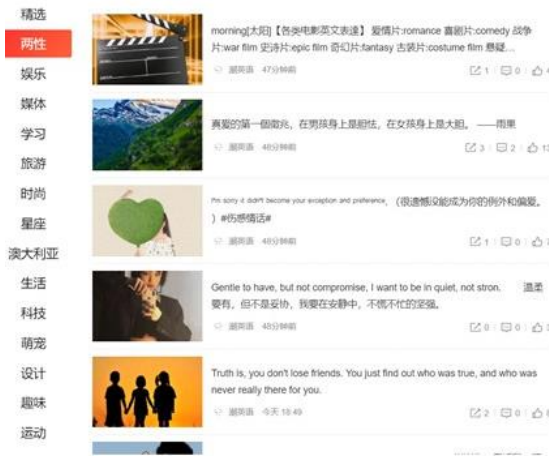 精选
两性
娱乐
媒体
学习
旅游
时尚
星座
澳大利亚
生活
科技
萌宠
设计
趣味
运动
morning[太阳]【各类电影英文表达】 爱情片:romance 喜剧片:comedy 战争
片:war film 史诗片:epic film 奇幻片:fantasy 古装片:costume film 悬疑...
潮英语 47分钟前
1 0 4
真爱的第一个徵兆，在男孩身上是胆怯，在女孩身上是大胆。 ——雨果
潮英语 48分钟前
3 2 13
I'm sorry it didn't become your exception and preference, （很遗憾没能成为你的例外和偏爱。
）#伤感情话#
潮英语 48分钟前
1 0
Gentle to have, but not compromise, I want to be in quiet, not stron. 温柔
要有，但不是妥协，我要在安静中，不慌不忙的坚强。
潮英语 48分钟前
0 0
Truth is, you don't lose friends. You just find out who was true, and who was
never really there for you.
潮英语 今天 18:49
2 0